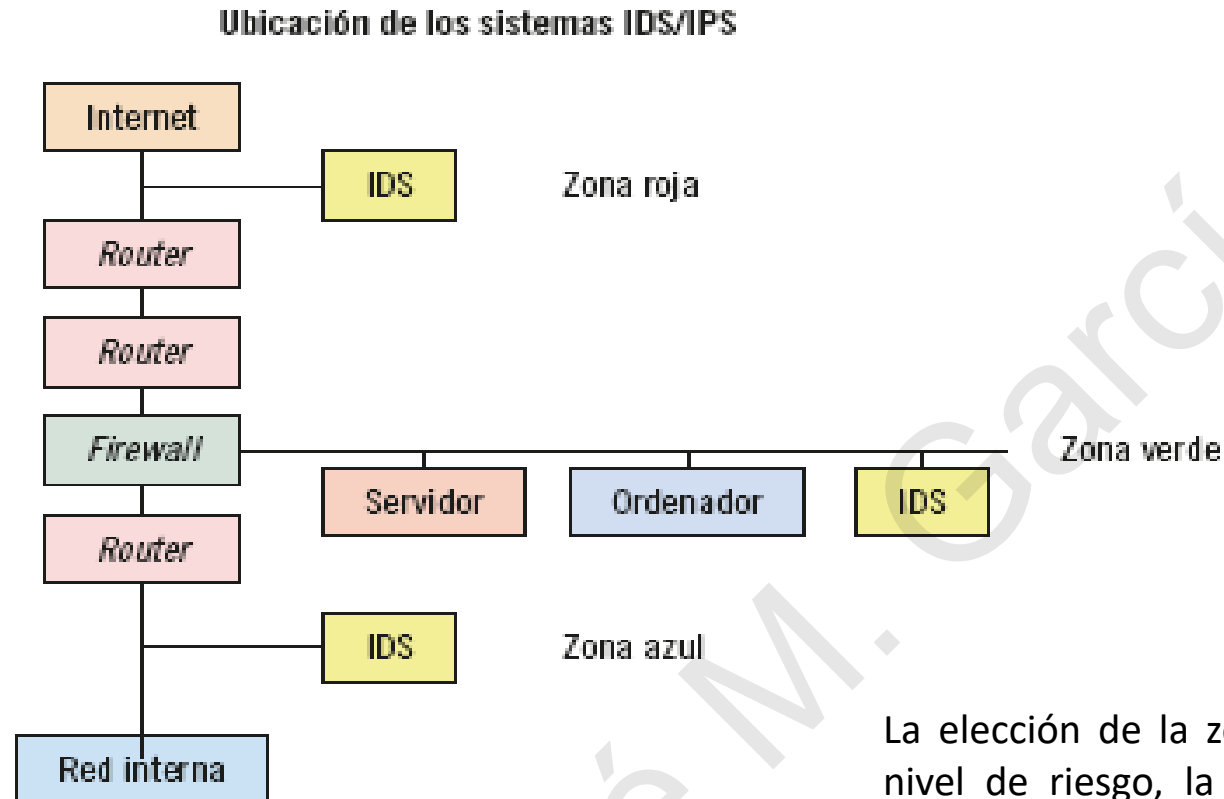 Ubicación de los sistemas IDS/IPS
Internet
IDS
Zona roja
Router
Router
Firewall
Zona verde
Servidor
Ordenador
IDS
Router
IDS
Zona azul
Red interna
La elección de la
nivel de riesgo, la
M. Garcí